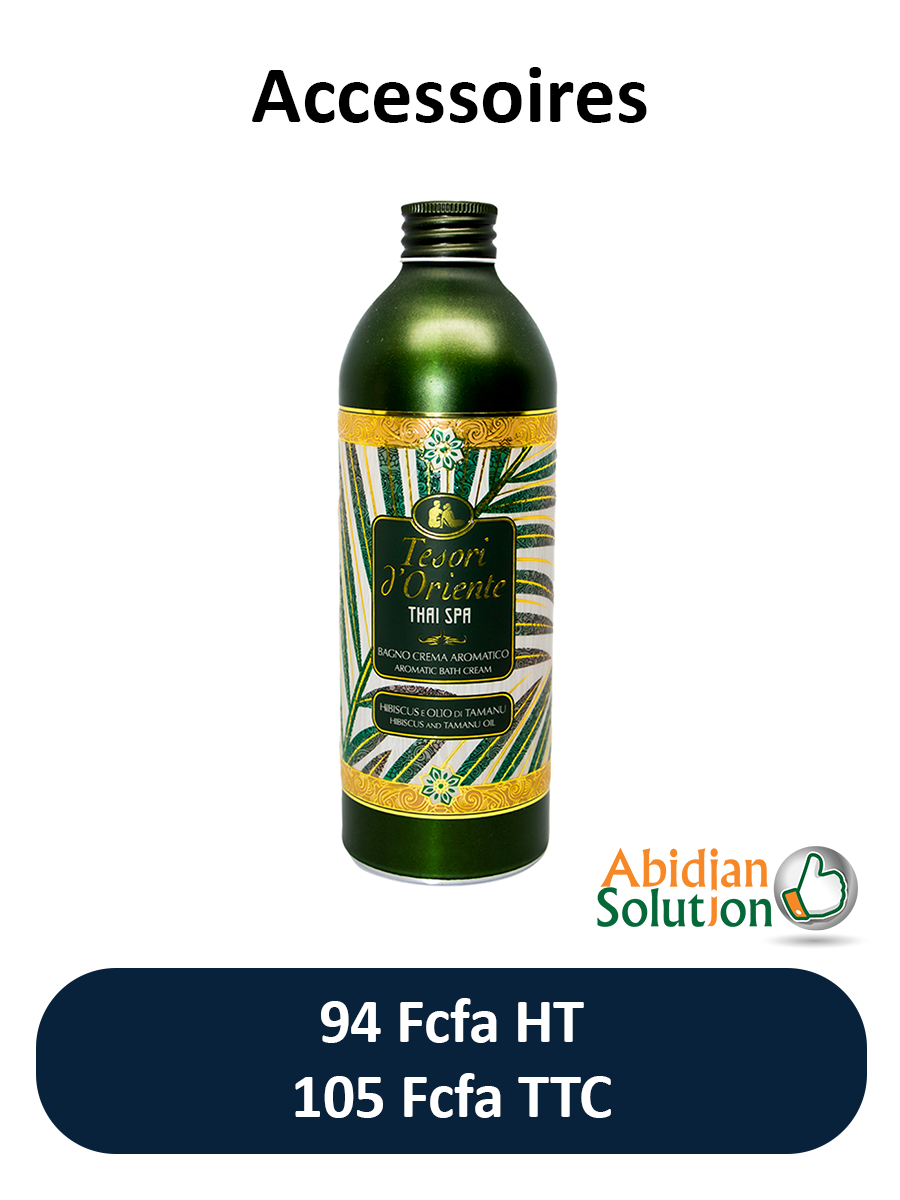 Accessoires
Tesori
d'Oriente
THAI SPA
BAGNO CREMA AROMATICO
AROMATIC BATH CREAM
HIBISCUS E OLIO DI TAMANU
HIBISCUS AND TAMANU OIL
Abidjan
Solution
94 Fcfa HT
105 Fcfa TTC